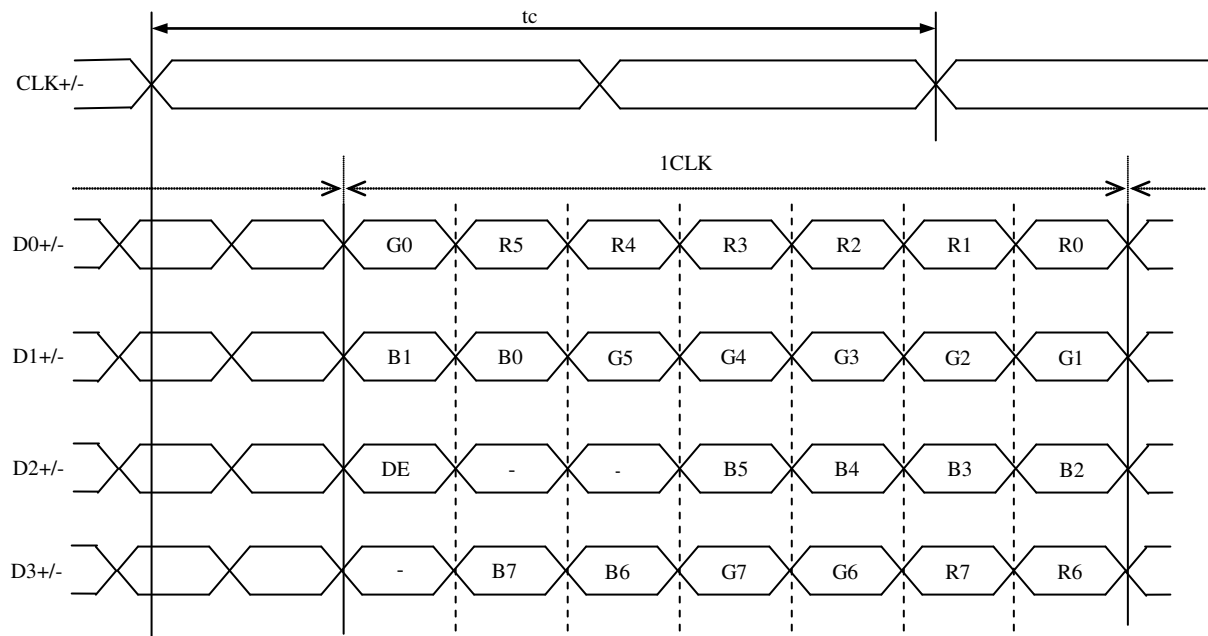 tc
CLK+/-
1CLK
D0+/- G0 R5 R4 R3 R2 R1 R0
D1+/- B1 B0 G5 G4 G3 G2 G1
D2+/- DE - - B5 B4 B3 B2
D3+/- - B7 B6 G7 G6 R7 R6